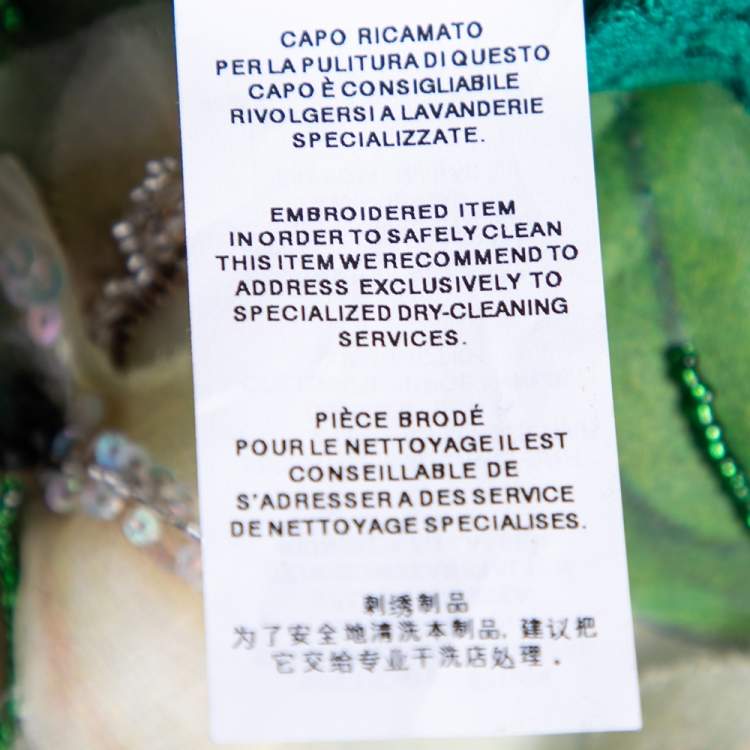 CAPO RICAMATO
PER LA PULITURA DI QUESTO
CAPO È CONSIGLIABILE
RIVOLGERSI A LAVANDERIE
SPECIALIZZATE.
EMBROIDERED ITEM
IN ORDER TO SAFELY CLEAN
THIS ITEM WE RECOMMEND TO
ADDRESS EXCLUSIVELY TO
SPECIALIZED DRY-CLEANING
SERVICES.
PIÈCE BRODÉ
POUR LE NETTOYAGE IL EST
CONSEILLABLE DE
S'ADRESSER A DES SERVICE
DE NETTOYAGE SPECIALISES.
刺绣制品
为了安全地清洗本制品, 建议把
它交给专业干洗店处理。